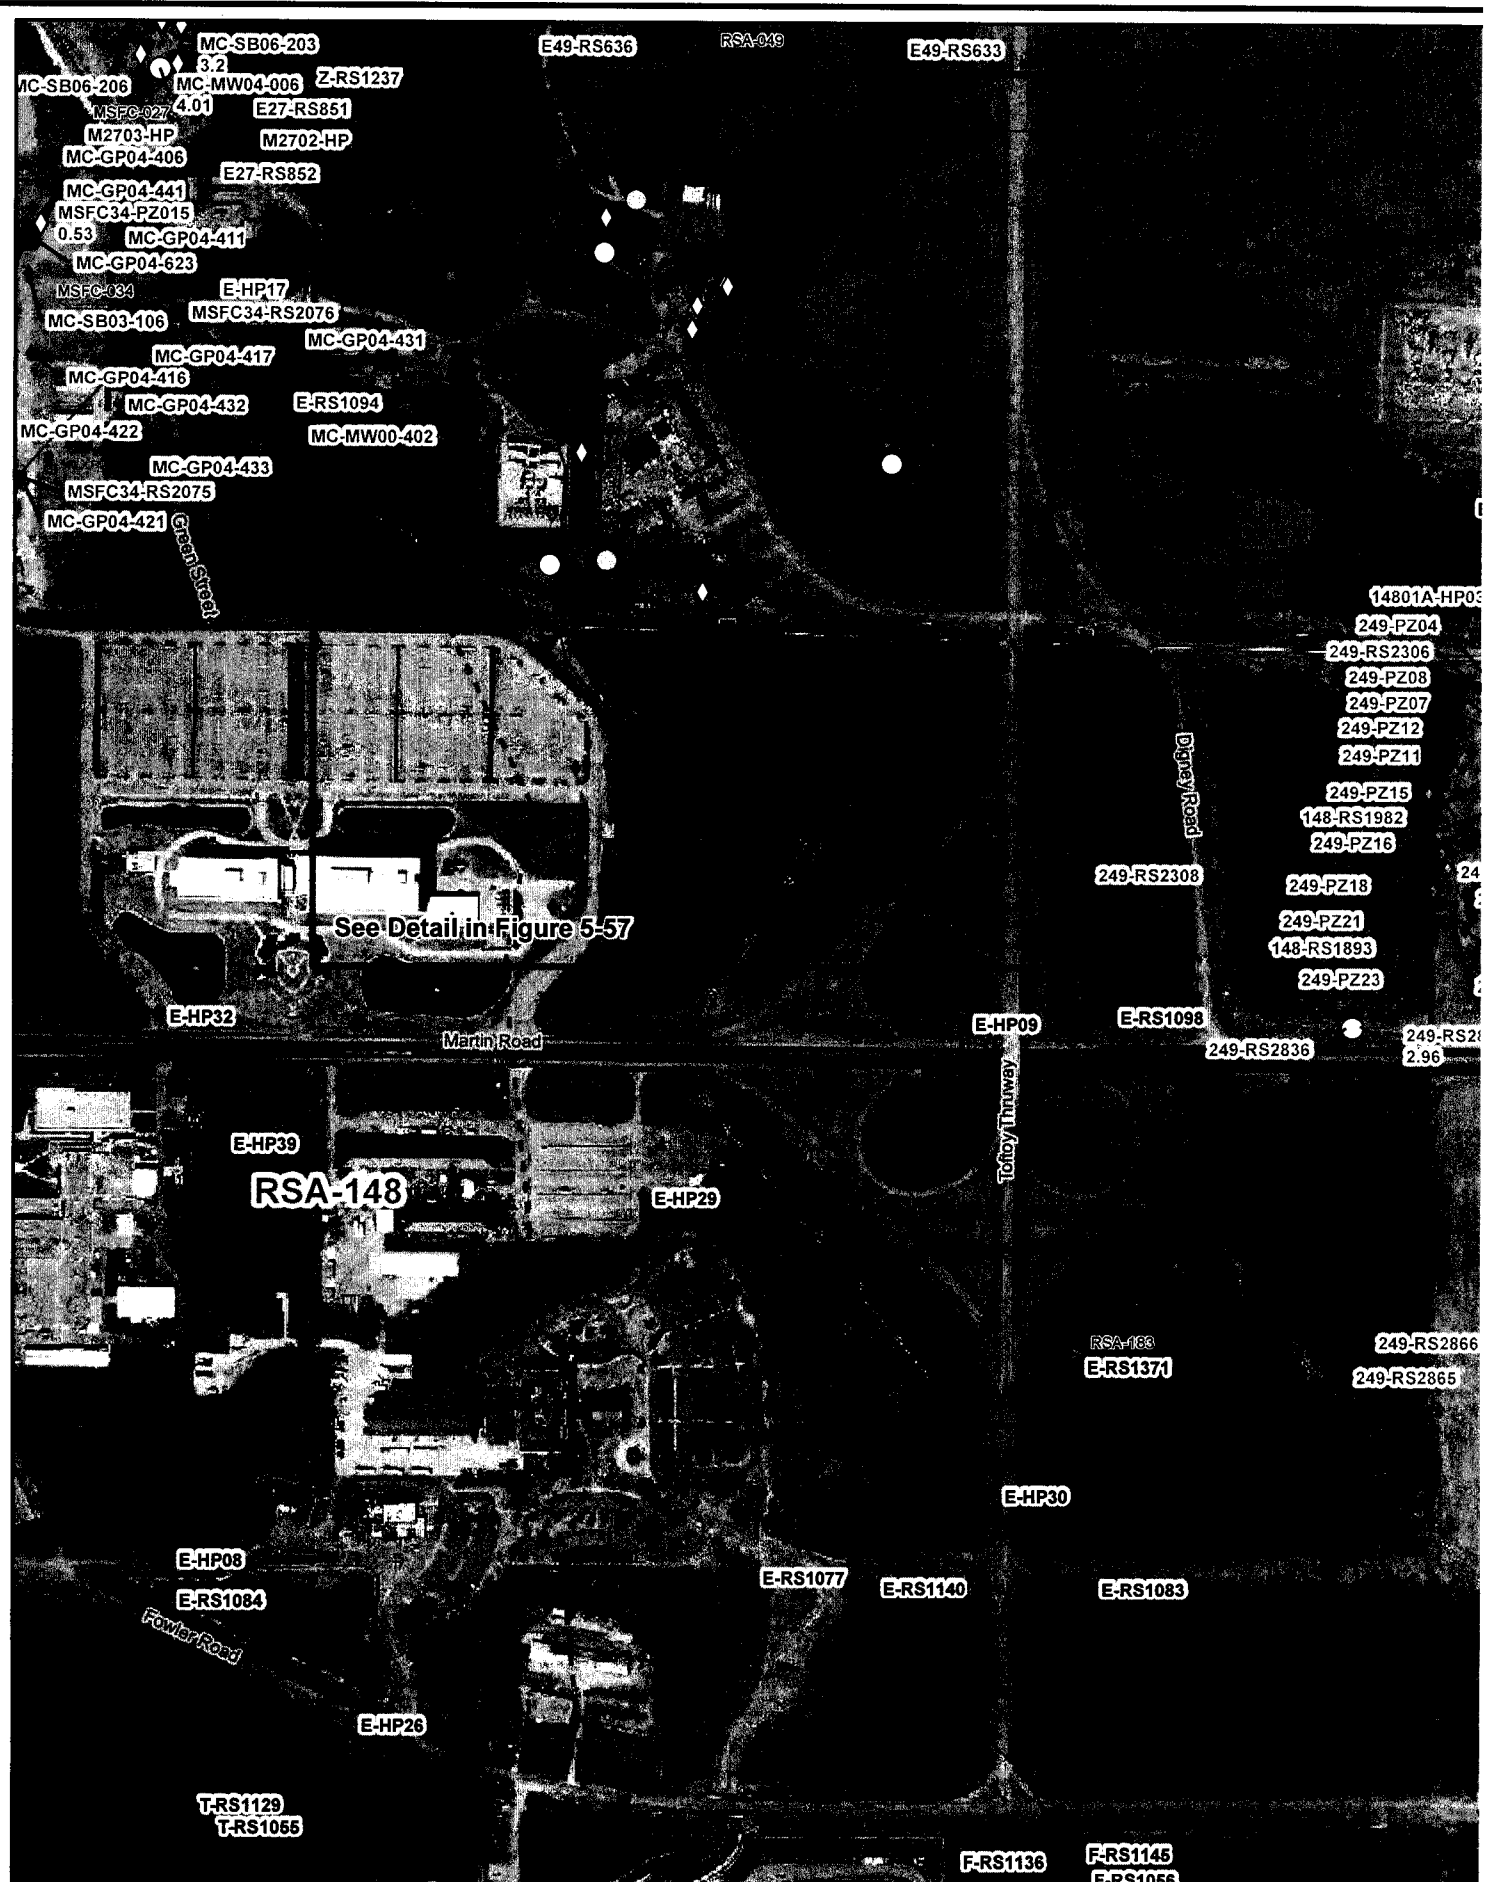 MC-SB06-203
3.2
E49-RS636
RSA-049
E49-RS633
MC-SB06-206
MC-MW04-006
4.01
Z-RS1237
MSFC-027
E27-RS851
M2703-HP
M2702-HP
MC-GP04-406
E27-RS852
MC-GP04-441
MSFC34-PZ015
0.53
MC-GP04-411
MC-GP04-623
MSFC-034
E-HP17
MSFC34-RS2076
MC-SB03-106
MC-GP04-431
MC-GP04-417
MC-GP04-416
MC-GP04-432
E-RS1094
MC-GP04-422
MC-MW00-402
MC-GP04-433
MSFC34-RS2075
MC-GP04-421
Green Street
14801A-HP03
249-PZ04
249-RS2306
249-PZ08
249-PZ07
249-PZ12
249-PZ11
Digney Road
249-PZ15
148-RS1982
249-PZ16
249-RS2308
249-PZ18
24
See Detail in Figure 5-57
249-PZ21
148-RS1893
249-PZ23
E-HP32
E-HP09
E-RS1098
Martin Road
249-RS2836
249-RS28
2.96
Toftoy Thruway
E-HP39
RSA-148
E-HP29
RSA-183
E-RS1371
249-RS2866
249-RS2865
E-HP30
E-HP08
E-RS1077
E-RS1140
E-RS1083
E-RS1084
Fowler Road
E-HP26
T-RS1129
T-RS1055
F-RS1136
F-RS1145
E-RS1056